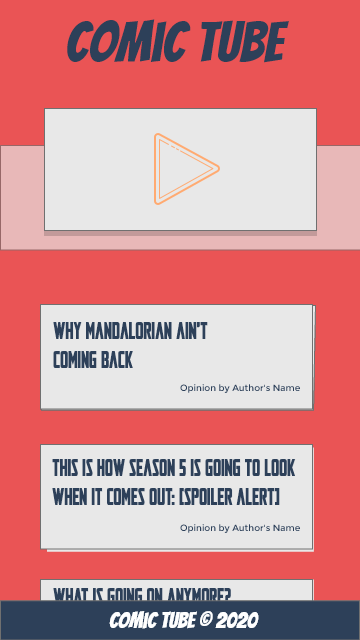 COMIC TUBE
WHY MANDALORIAN AIN'T
COMING BACK
Opinion by Author's Name
THIS IS HOW SEASON 5 IS GOING TO LOOK
WHEN IT COMES OUT: [SPOILER ALERT]
Opinion by Author's Name
WHAT IS GOING ON ANYMORE?
COMIC TUBE © 2020